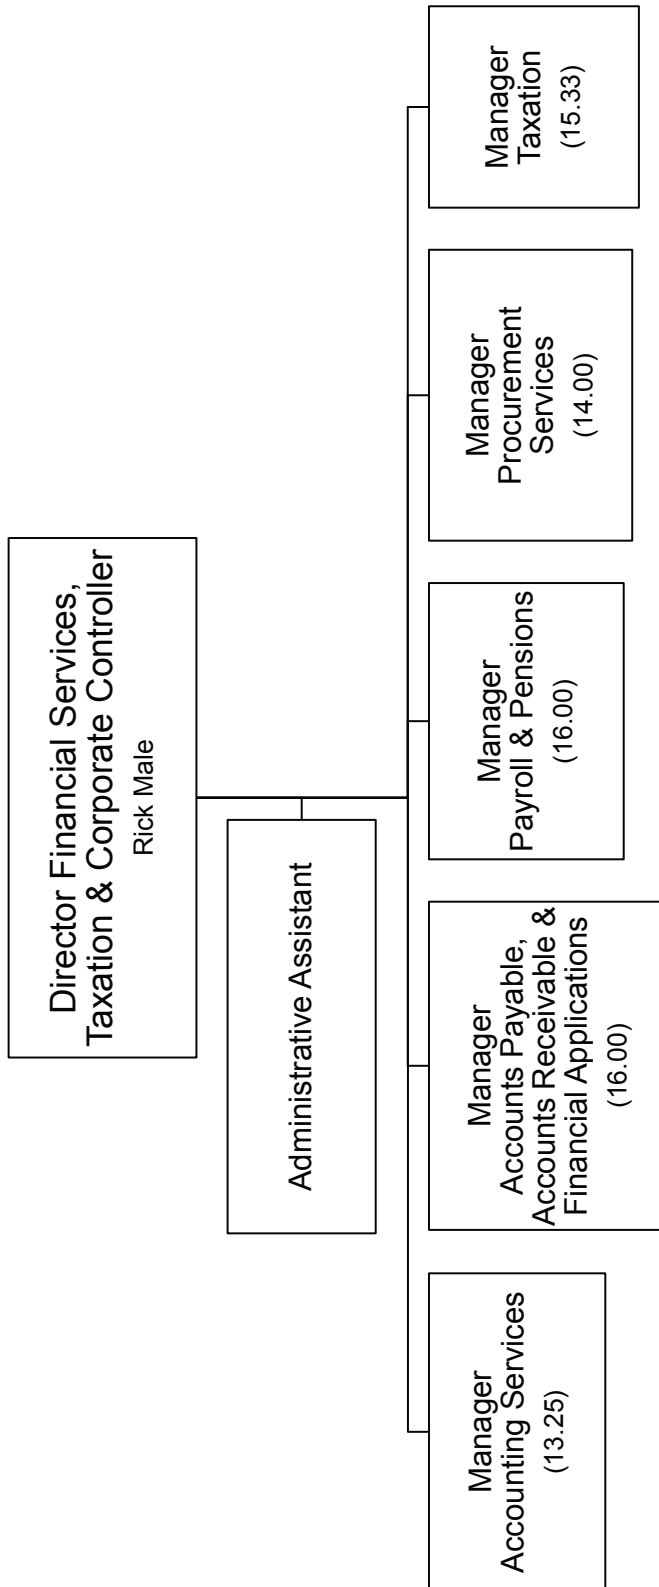 Director Financial Services,
Taxation & Corporate Controller
Rick Male
Administrative Assistant
Manager
Accounting Services
(13.25)
Manager
Accounts Payable,
Accounts Receivable &
Financial Applications
(16.00)
Manager
Payroll & Pensions
(16.00)
Manager
Procurement
Services
(14.00)
Manager
Taxation
(15.33)